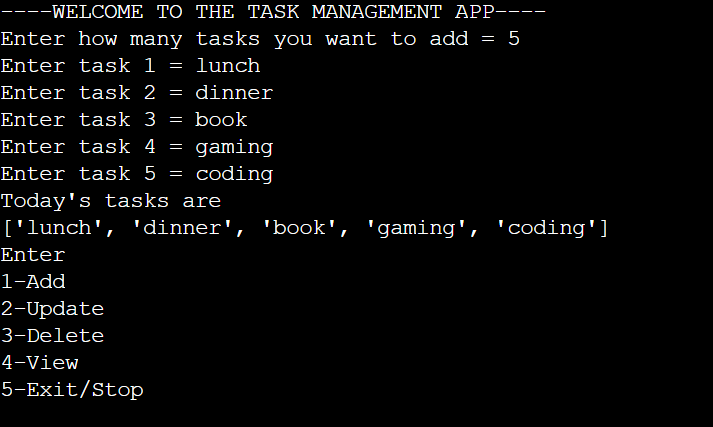 ----WELCOME TO THE TASK MANAGEMENT APP----
Enter how many tasks you want to add = 5
Enter task 1 = lunch
Enter task 2 = dinner
Enter task 3 = book
Enter task 4 = gaming
Enter task 5 = coding
Today's tasks are
['lunch', 'dinner', 'book', 'gaming', 'coding']
Enter
1-Add
2-Update
3-Delete
4-View
5-Exit/Stop